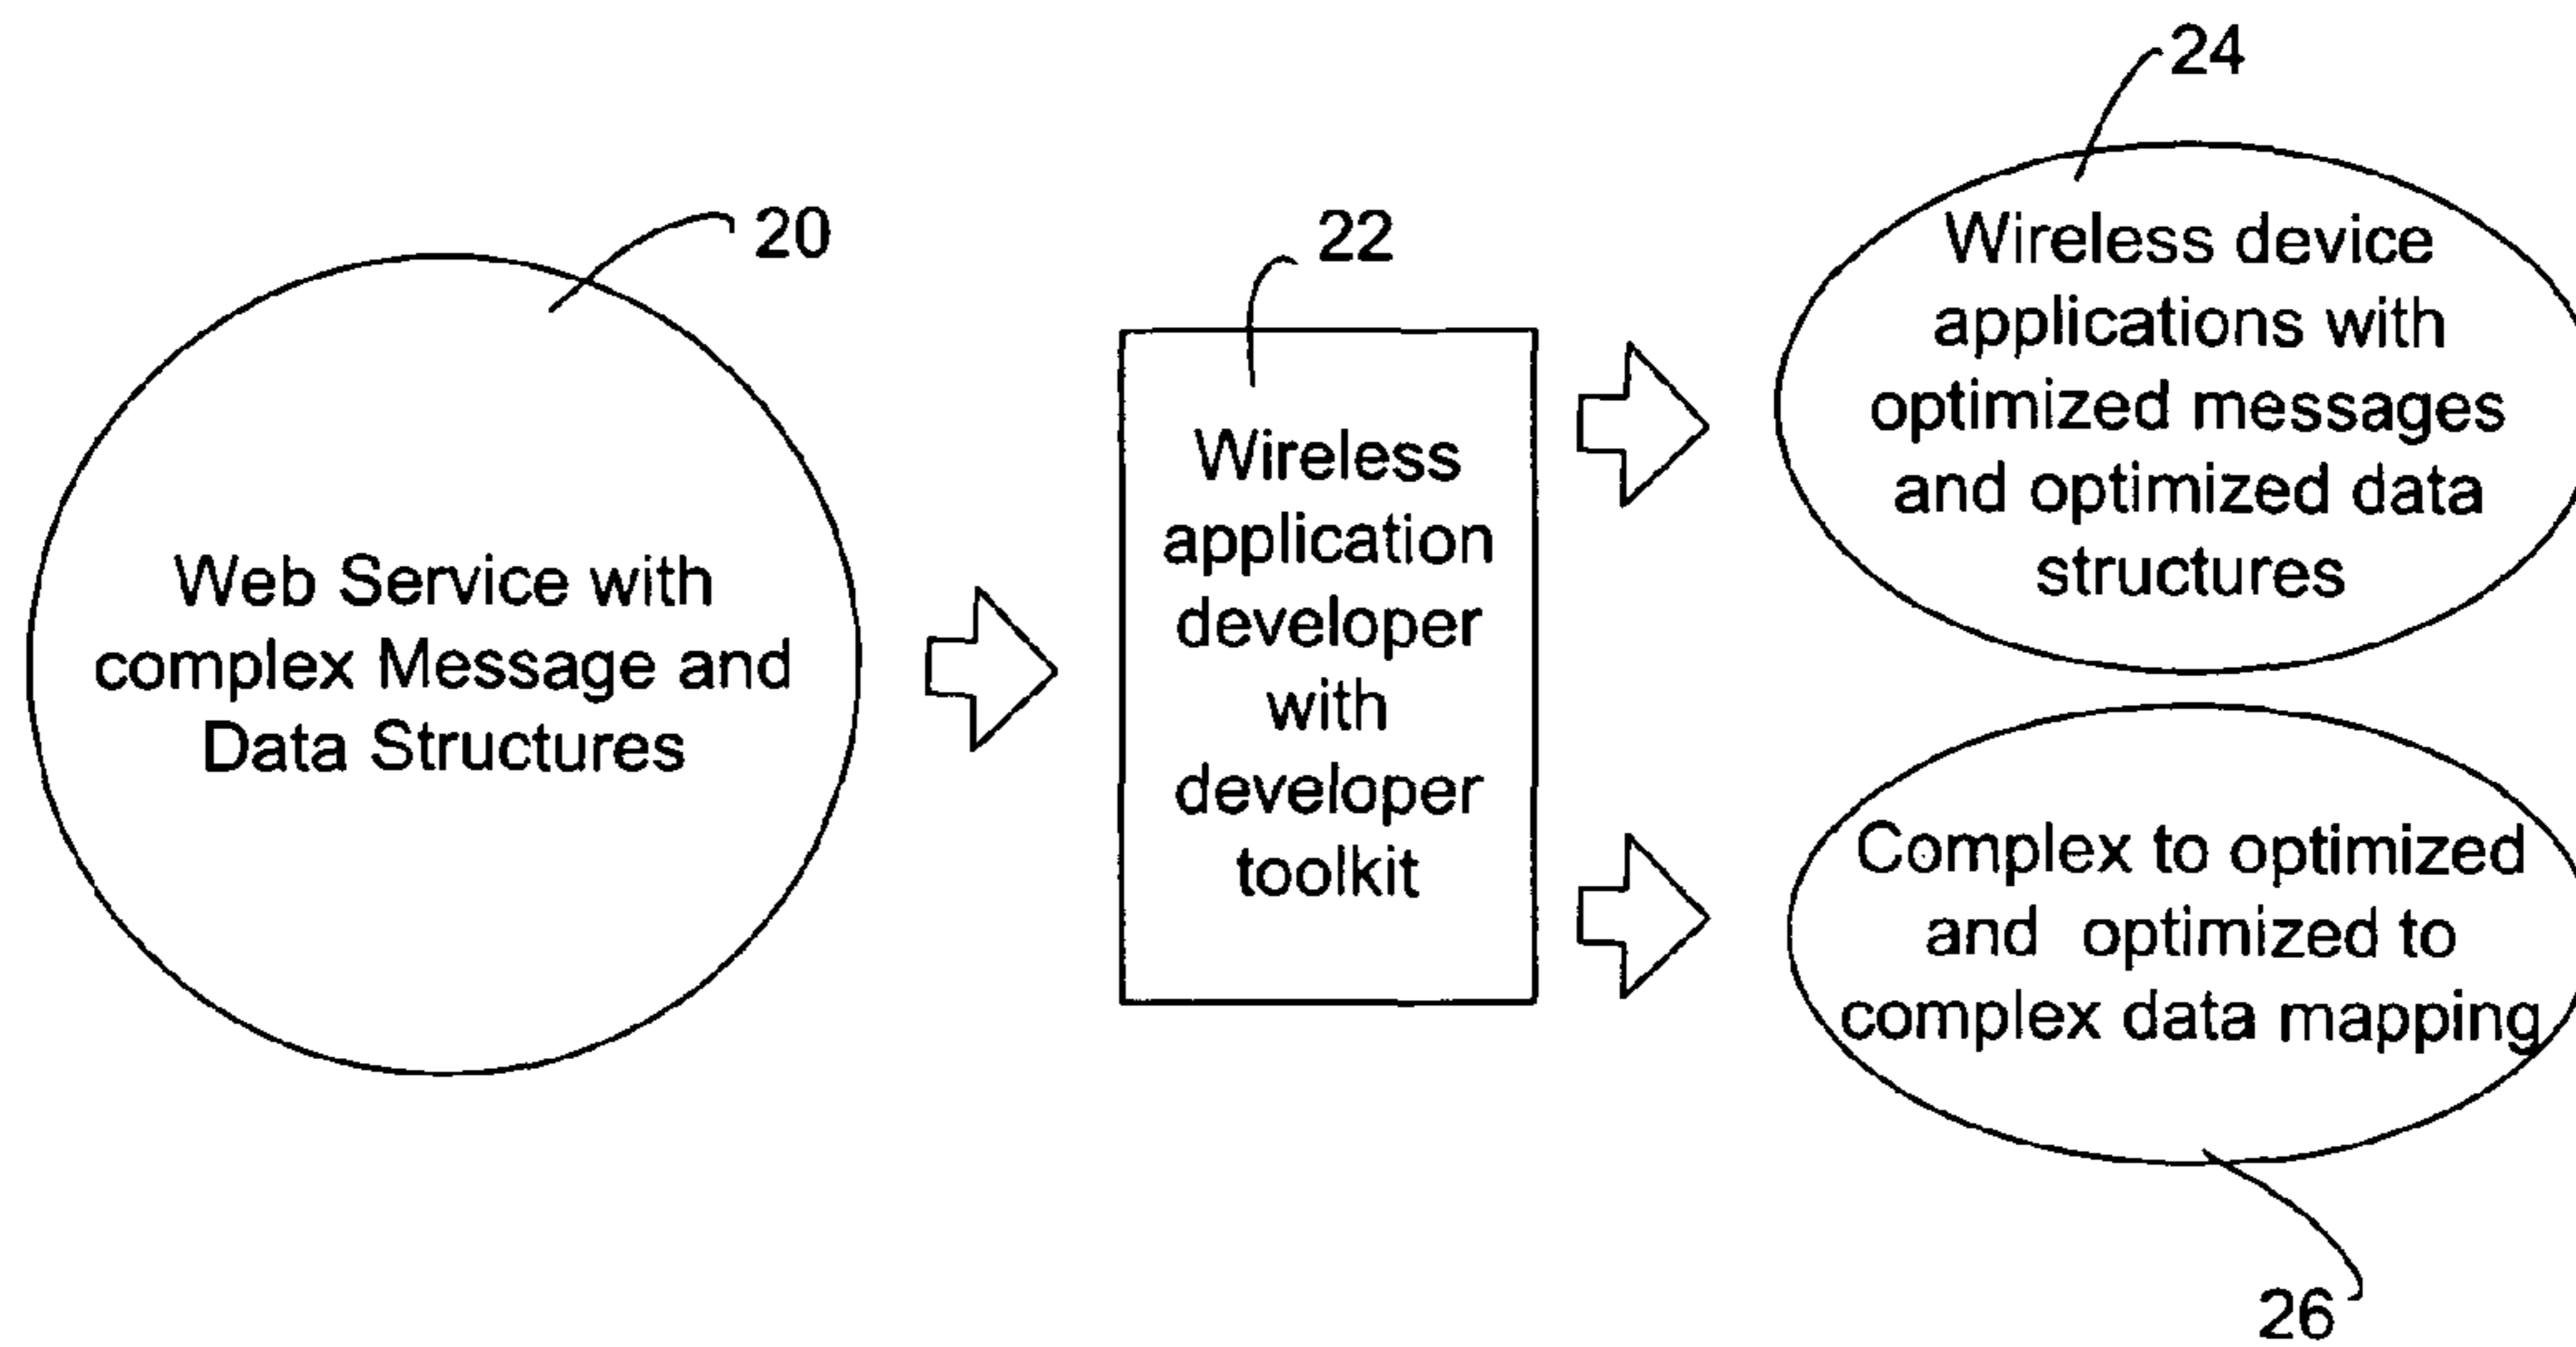 20
Web Service with
complex Message and
Data Structures
22
Wireless
application
developer
with
developer
toolkit
24
Wireless device
applications with
optimized messages
and optimized data
structures
Complex to optimized
and optimized to
complex data mapping
26